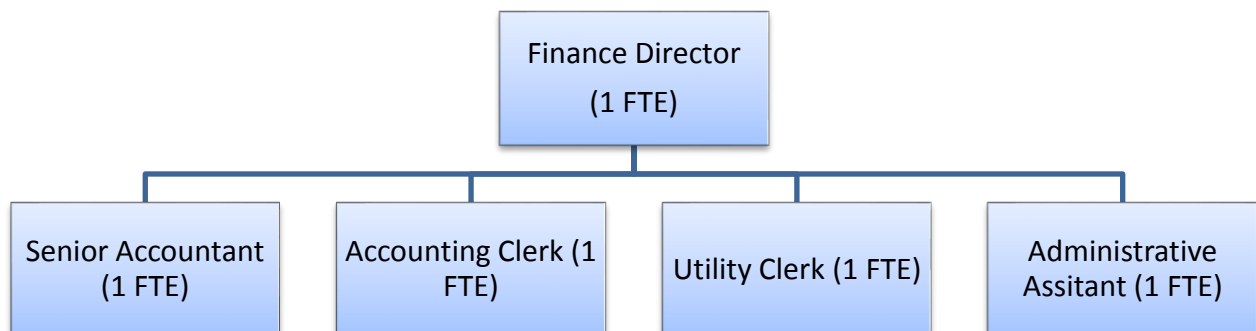 Finance Director
(1 FTE)
Senior Accountant
(1 FTE)
Accounting Clerk (1
FTE)
Utility Clerk (1 FTE)
Administrative
Assitant (1 FTE)